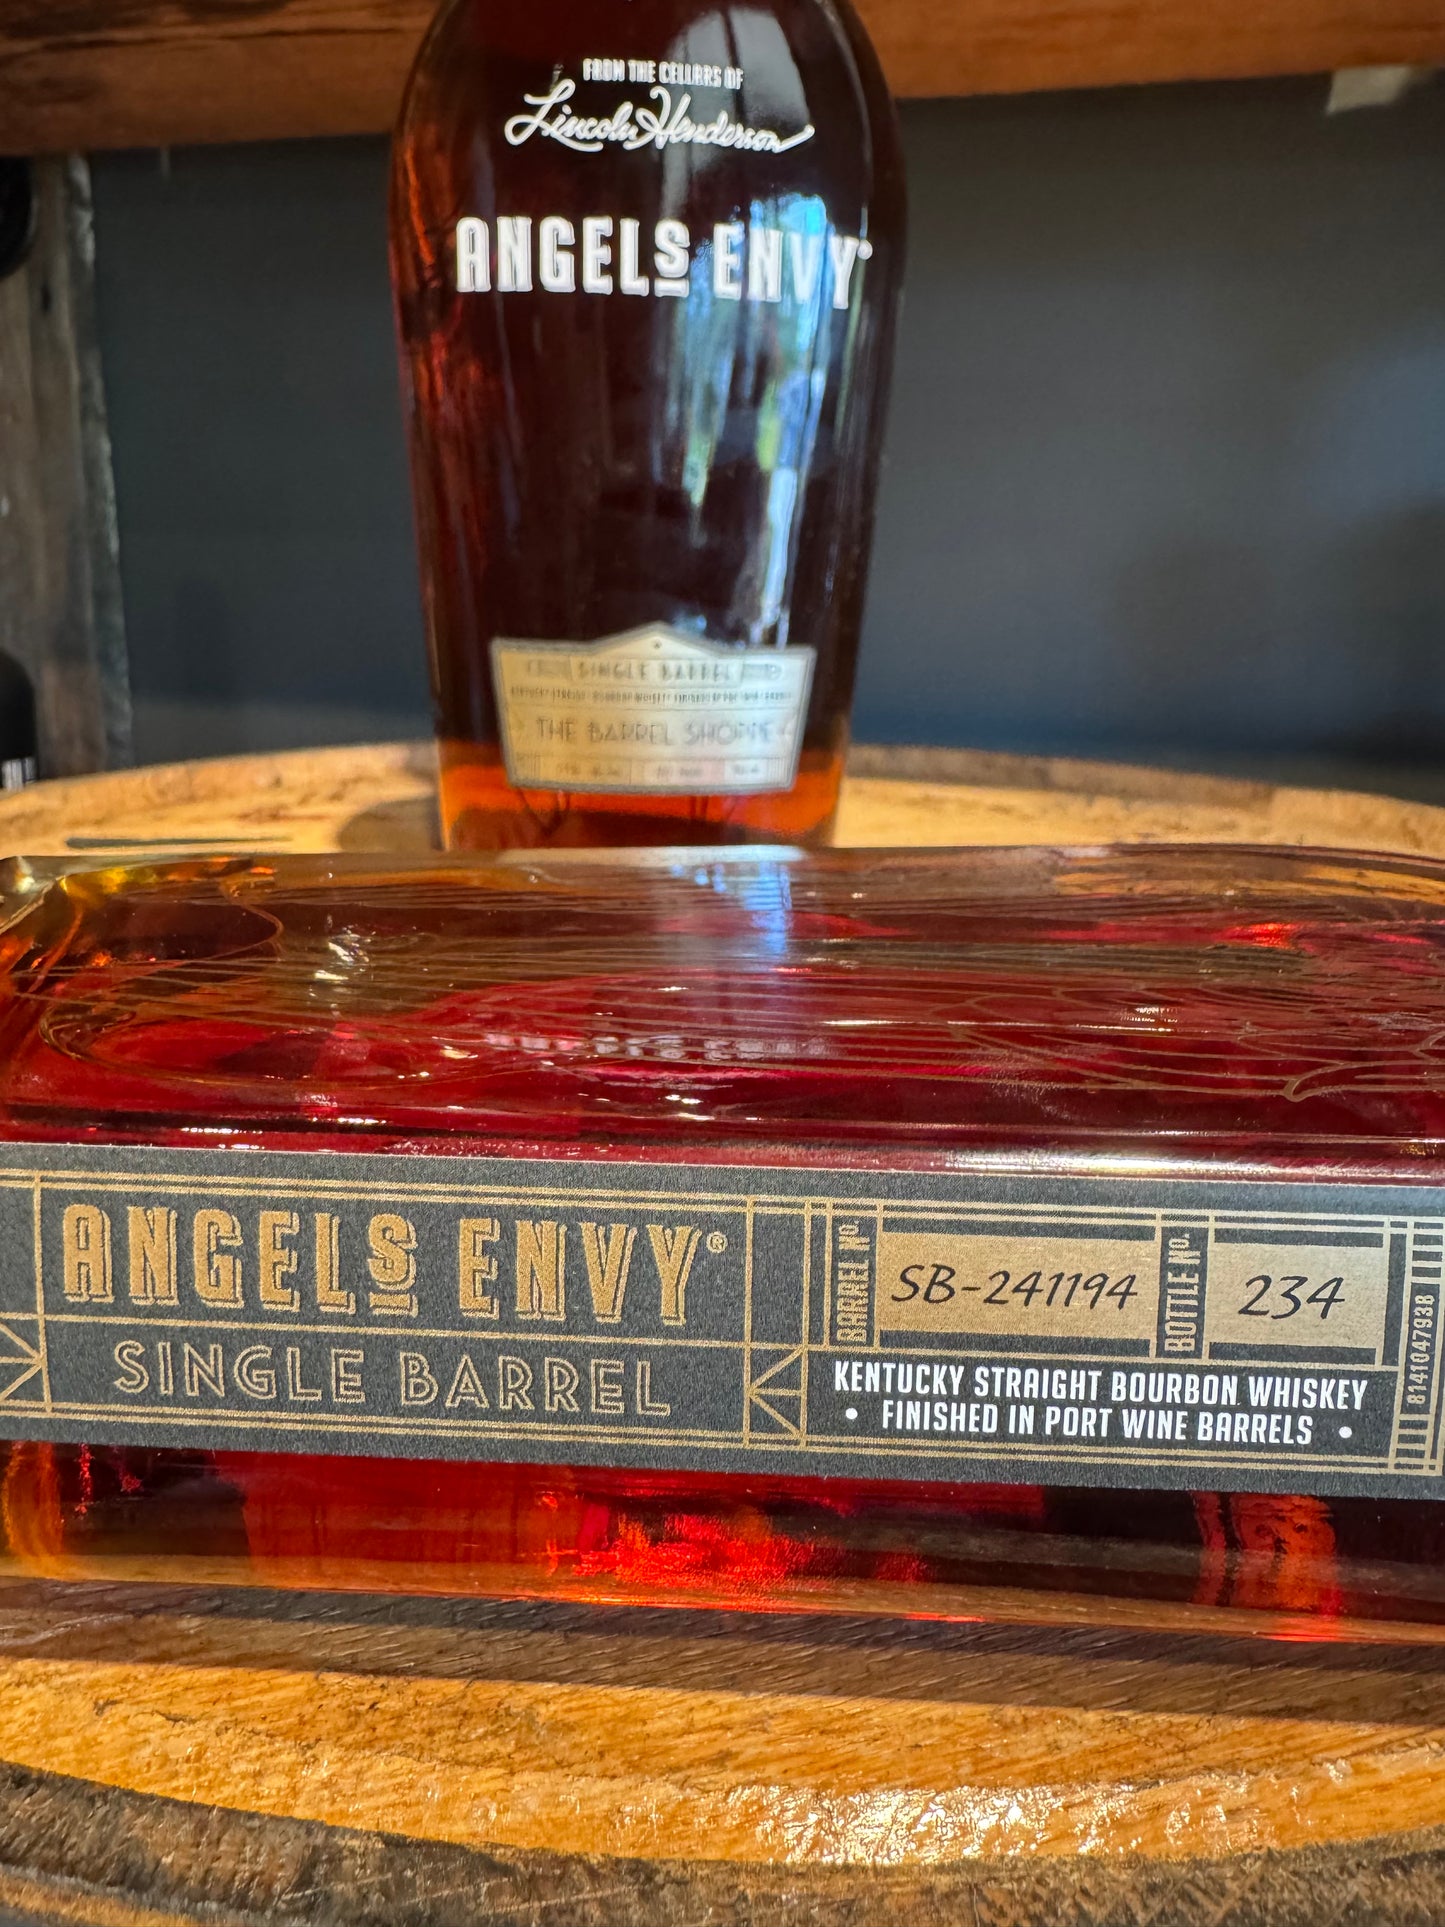 FROM THE CELLARS OF
Lincoln Henderson
ANGELS ENVY®
SINGLE BARREL
THE BARREL SHOPPE
ANGELS ENVY®
SINGLE BARREL
BARREL Nº.
SB-241194
BOTTLE Nº.
234
KENTUCKY STRAIGHT BOURBON WHISKEY
• FINISHED IN PORT WINE BARRELS •
8141047938